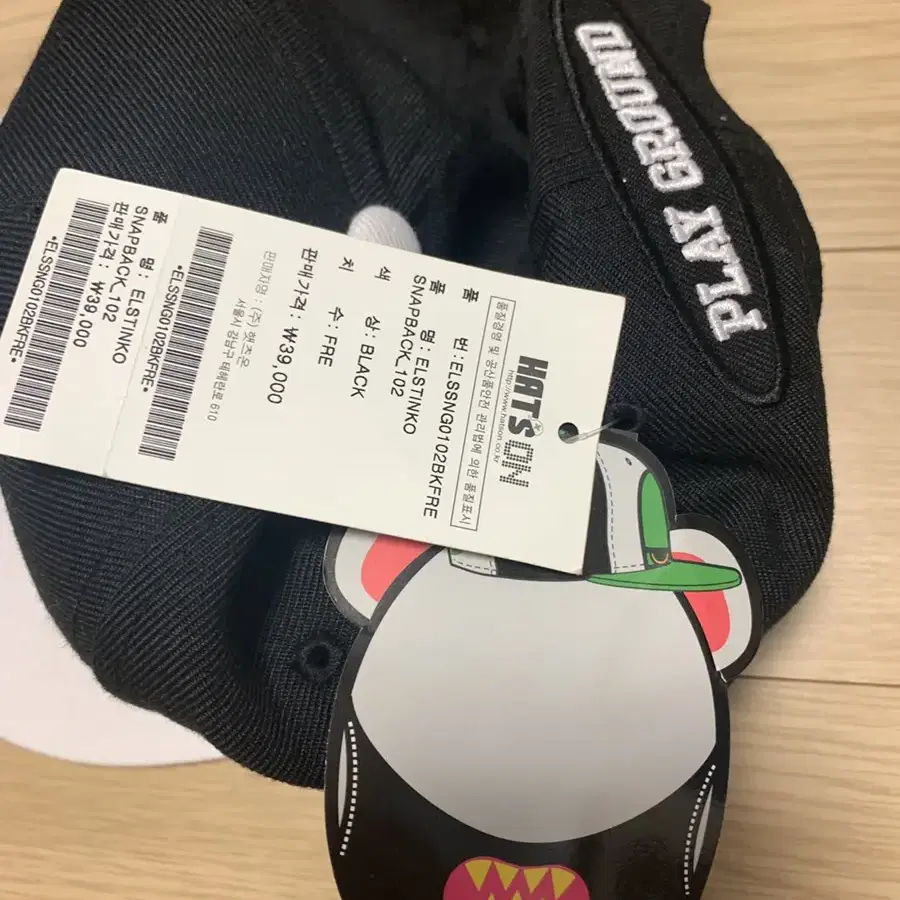 PLAY GROUND
HATS ON
http://www.hatson.co.kr
품질경영 및 공산품안전 관리법에 의한 품질표시
품 번: ELSSNG0102BKFRE
품 명: ELSTINKO
SNAPBACK_102
색 상: BLACK
치 수: FRE
판매가격: ₩39,000
판매자명 : (주) 햇츠온
서울시 강남구 테헤란로 610
*ELSSNG0102BKFRE*
품 명: ELSTINKO
SNAPBACK_102
판매가격: ₩39,000
*ELSSNG0102BKFRE*